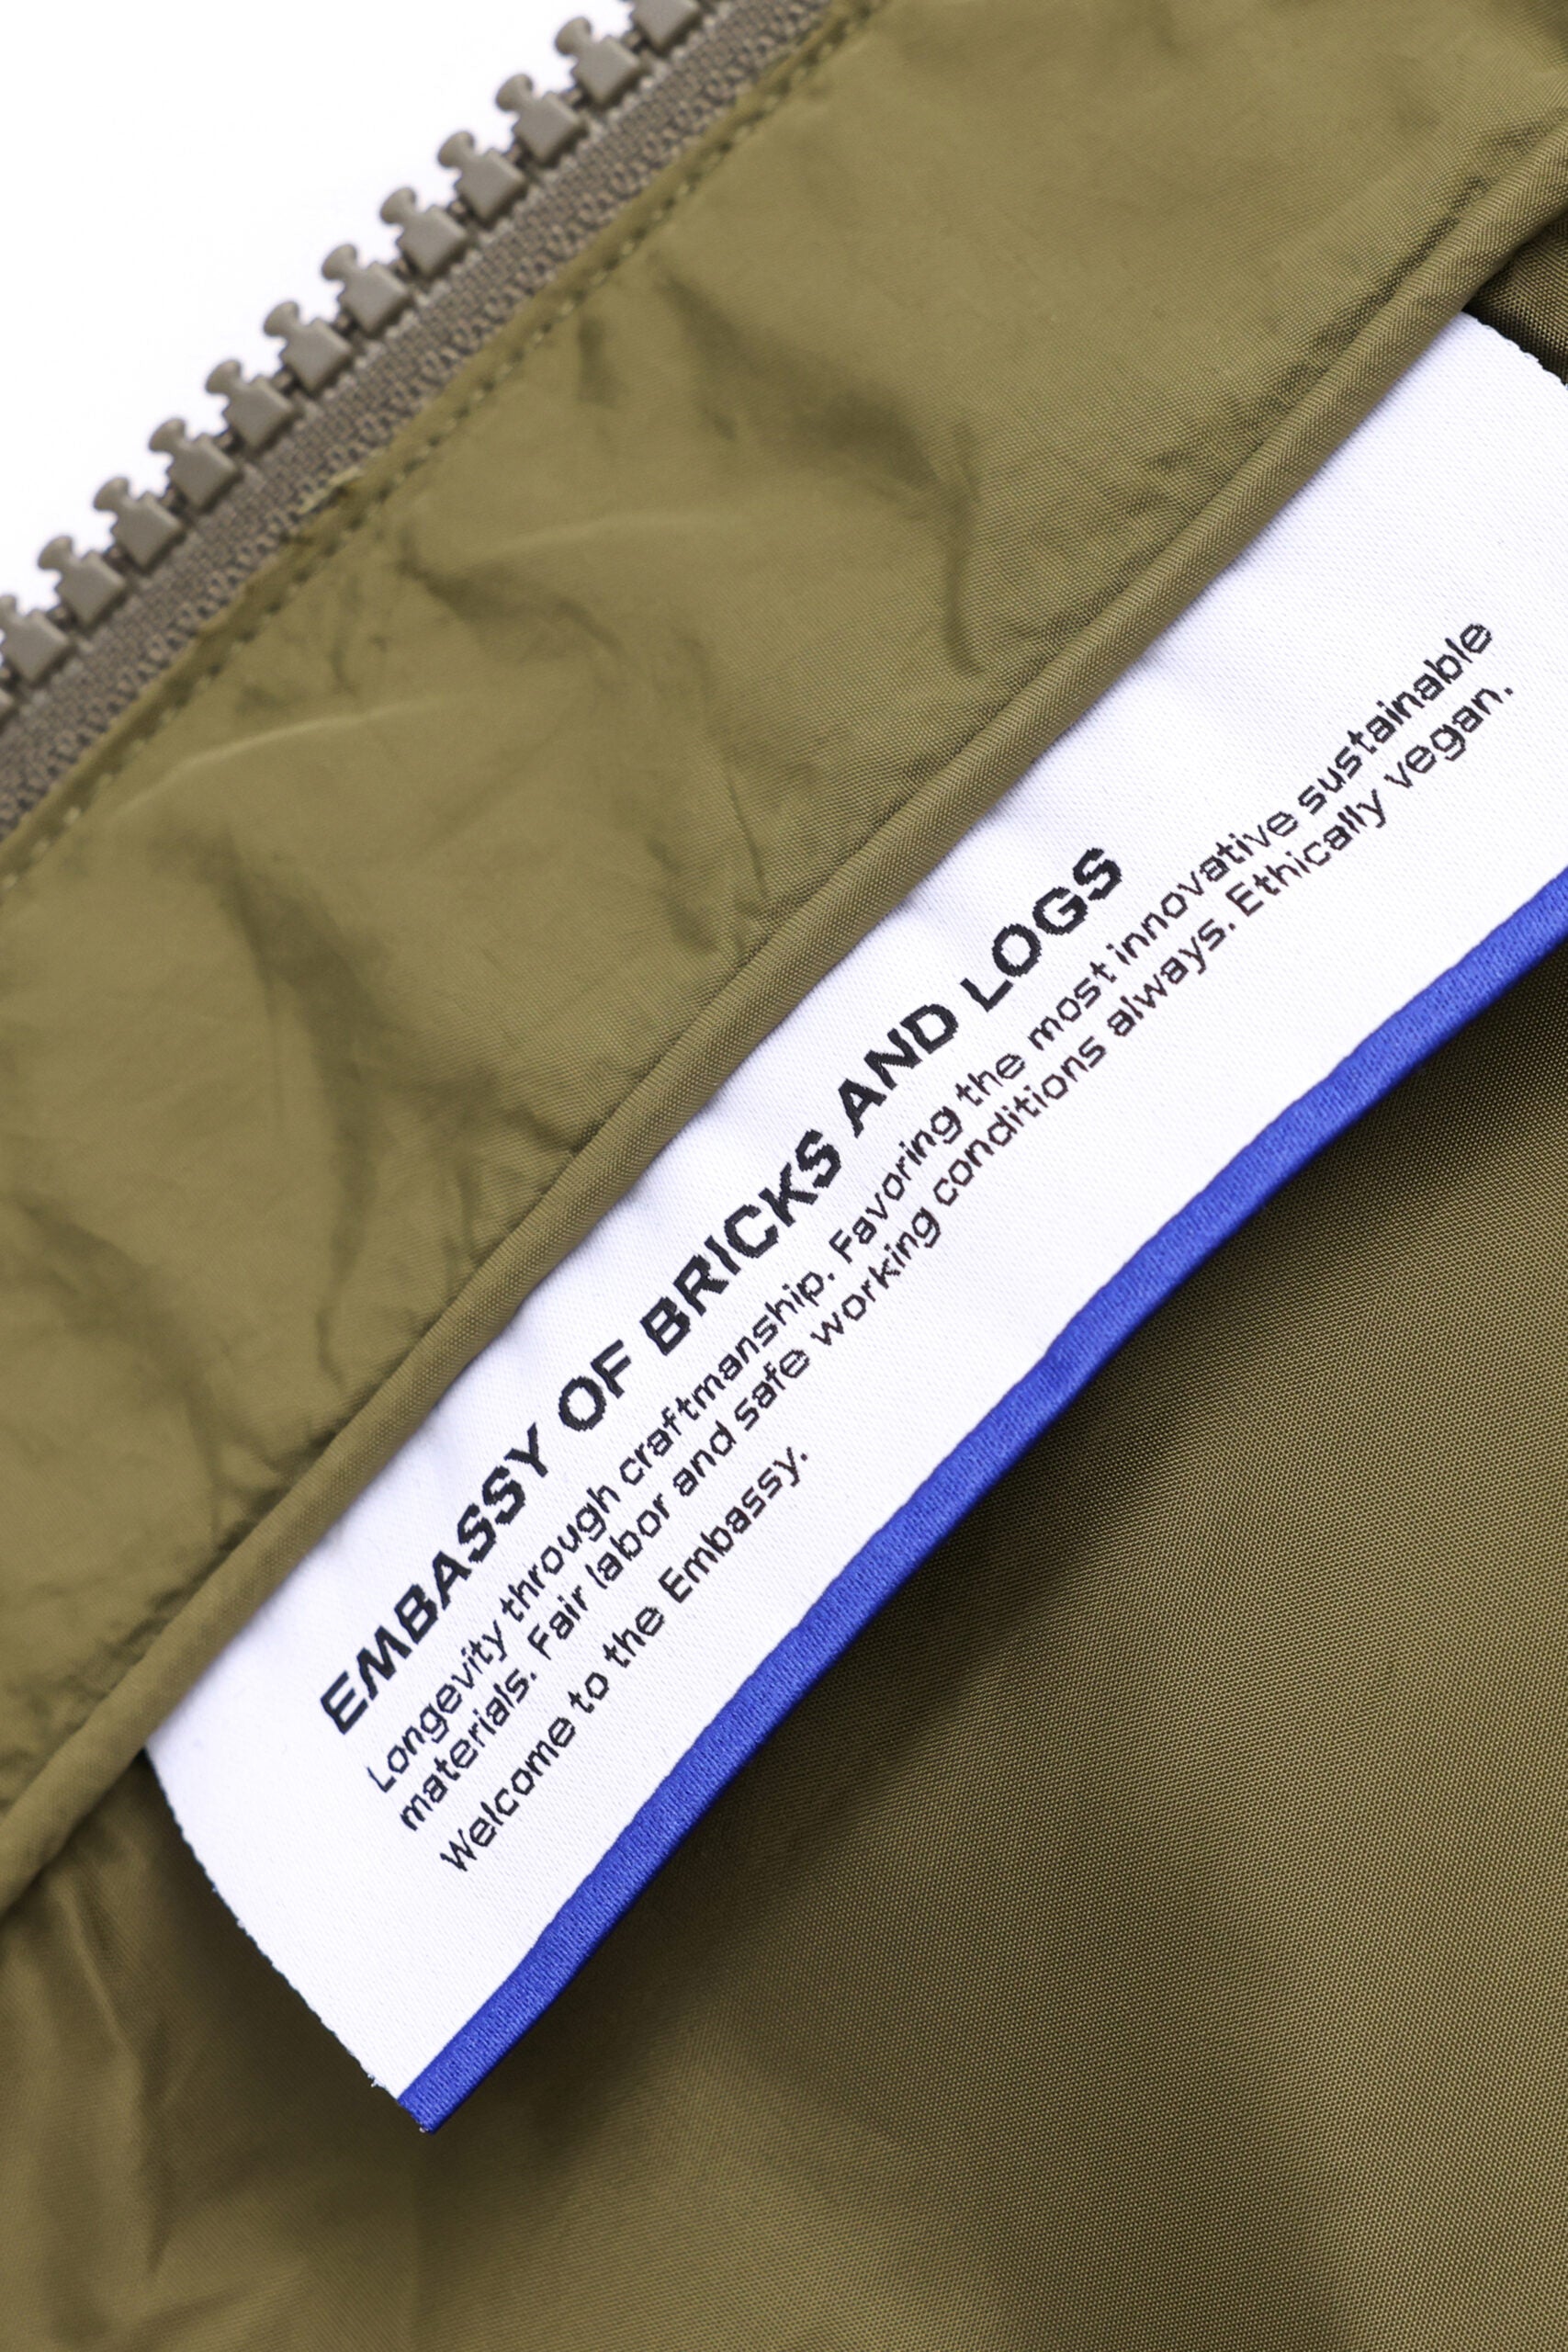 EMBASSY OF BRICKS AND LOGS
Longevity through craftmanship. Favoring the most innovative sustainable
materials. Fair labor and safe working conditions always. Ethically vegan.
Welcome to the Embassy.